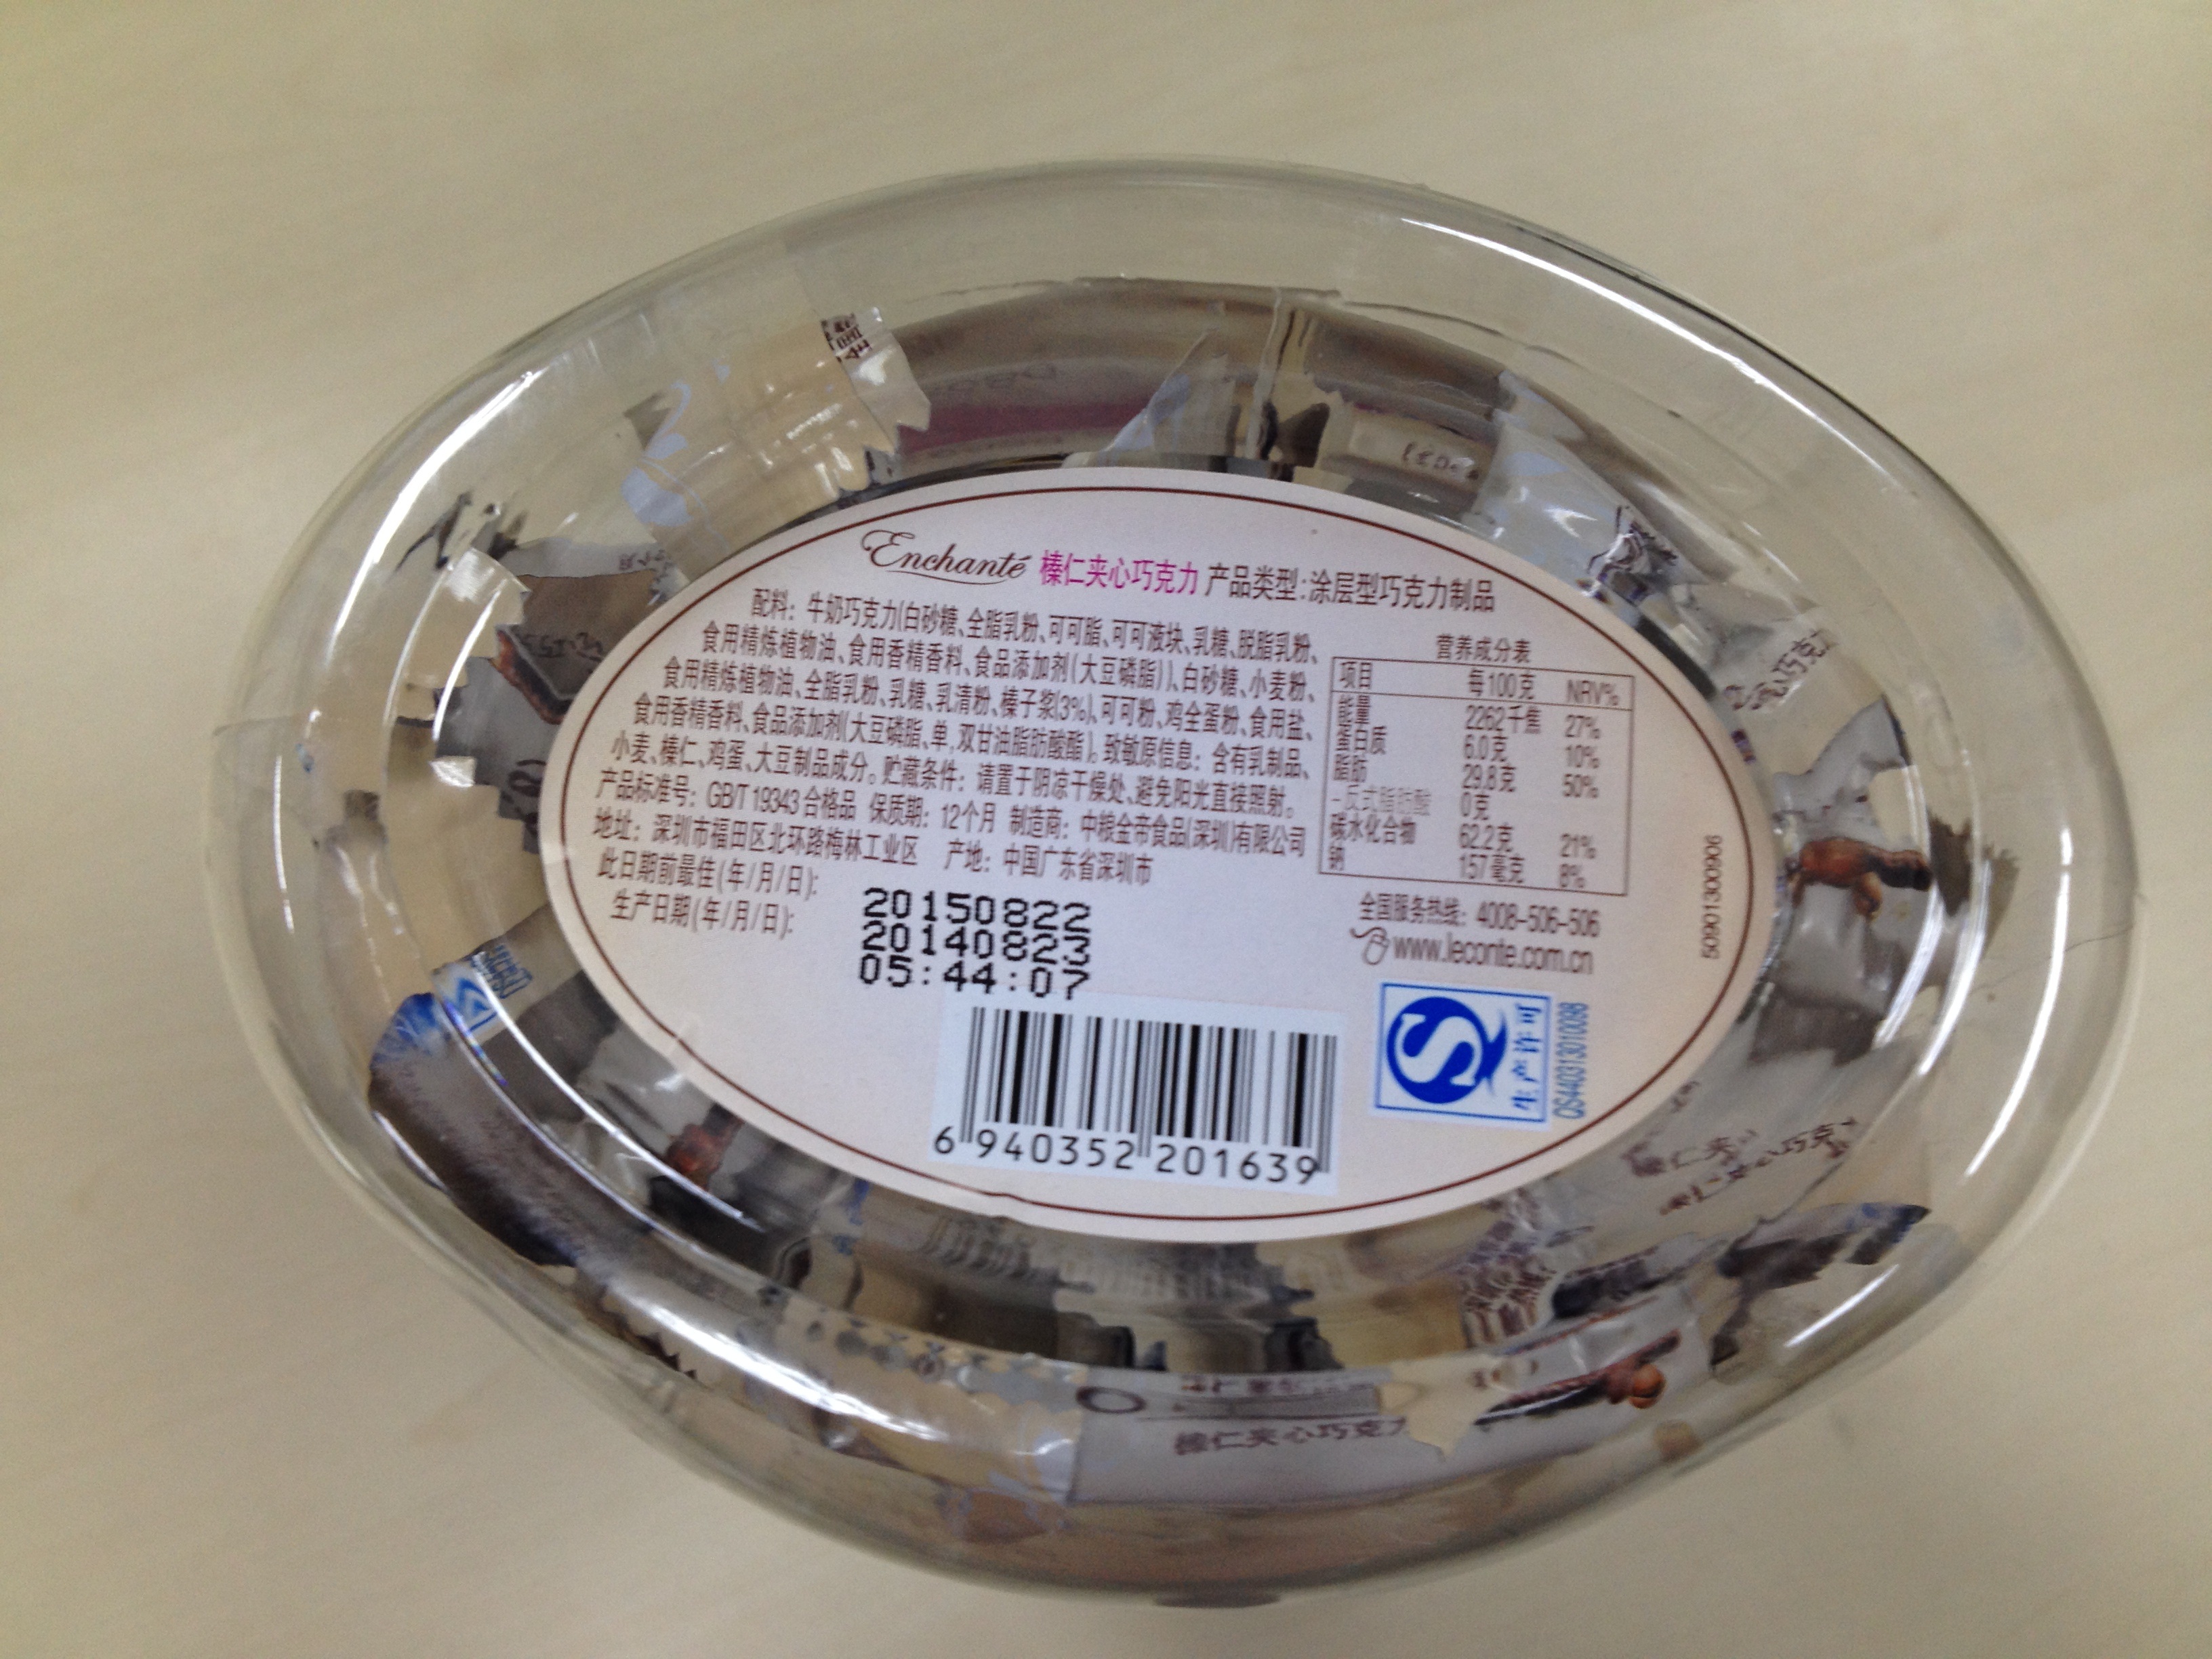 Enchanté 榛仁夹心巧克力 产品类型:涂层型巧克力制品
配料: 牛奶巧克力(白砂糖、全脂乳粉、可可脂、可可液块、乳糖、脱脂乳粉、
食用精炼植物油、食用香精香料、食品添加剂(大豆磷脂))、白砂糖、小麦粉、
食用精炼植物油、全脂乳粉、乳糖、乳清粉、榛子浆(3%)、可可粉、鸡全蛋粉、食用盐、
食用香精香料、食品添加剂(大豆磷脂、单,双甘油脂肪酸酯)。致敏原信息: 含有乳制品、
小麦、榛仁、鸡蛋、大豆制品成分。贮藏条件: 请置于阴凉干燥处、避免阳光直接照射。
产品标准号: GB/T 19343 合格品 保质期: 12个月 制造商: 中粮金帝食品(深圳)有限公司
地址: 深圳市福田区北环路梅林工业区 产地: 中国广东省深圳市
此日期前最佳(年/月/日): 20150822
生产日期(年/月/日): 20140823
05:44:07
营养成分表
项目 每100克 NRV%
能量 2262千焦 27%
蛋白质 6.0克 10%
脂肪 29.8克 50%
-反式脂肪酸 0克
碳水化合物 62.2克 21%
钠 157毫克 8%
全国服务热线: 4008-506-506
www.leconte.com.cn
50901300906
生产许可
QS440313010098
6 940352 201639
榛仁夹心巧克力